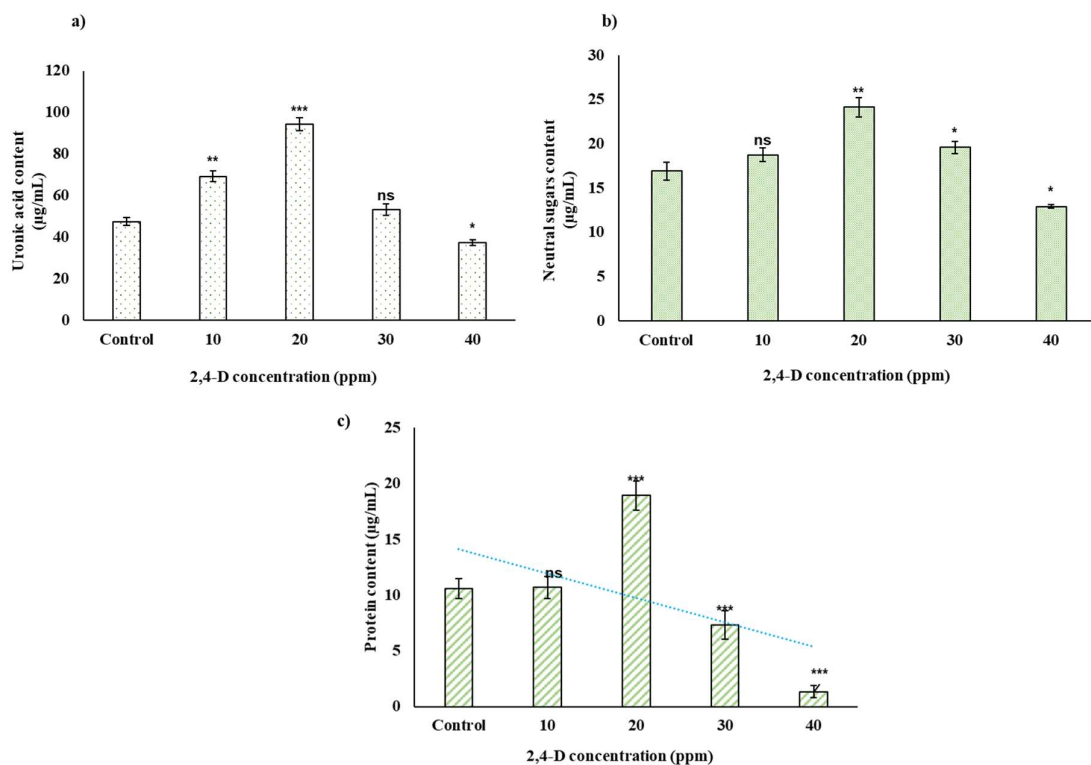 a)
Uronic acid content
(µg/mL)
120
100
80
60
40
20
0
**
***
ns
*
Control 10 20 30 40
2,4-D concentration (ppm)
b)
Neutral sugars content
(µg/mL)
30
25
20
15
10
5
0
ns
**
*
*
Control 10 20 30 40
2,4-D concentration (ppm)
c)
Protein content (µg/mL)
25
20
15
10
5
0
ns
***
***
***
Control 10 20 30 40
2,4-D concentration (ppm)